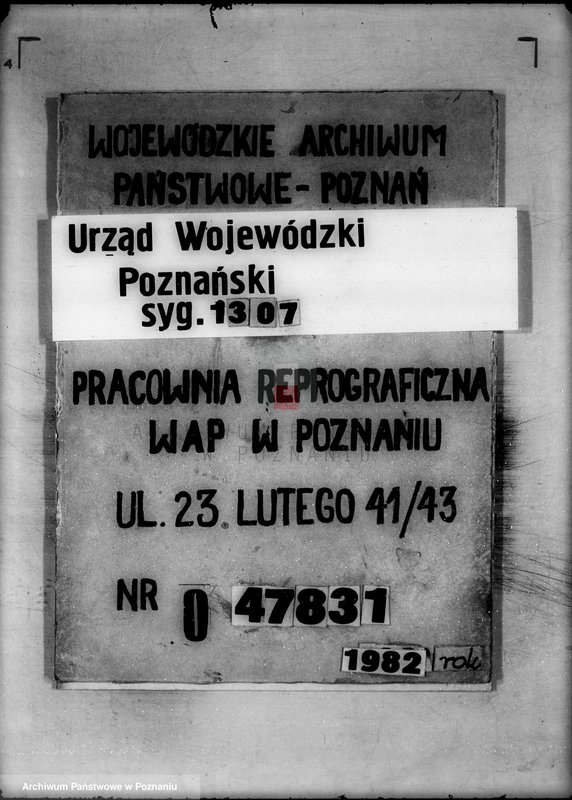 4
WOJEWÓDZKIE ARCHIWUM
PAŃSTWOWE - POZNAŃ
Urząd Wojewódzki
Poznański
syg. 1307
PRACOWNIA REPROGRAFICZNA
WAP W POZNANIU
UL. 23 LUTEGO 41/43
NR 0 47831
1982 rok
Archiwum Państwowe w Poznaniu